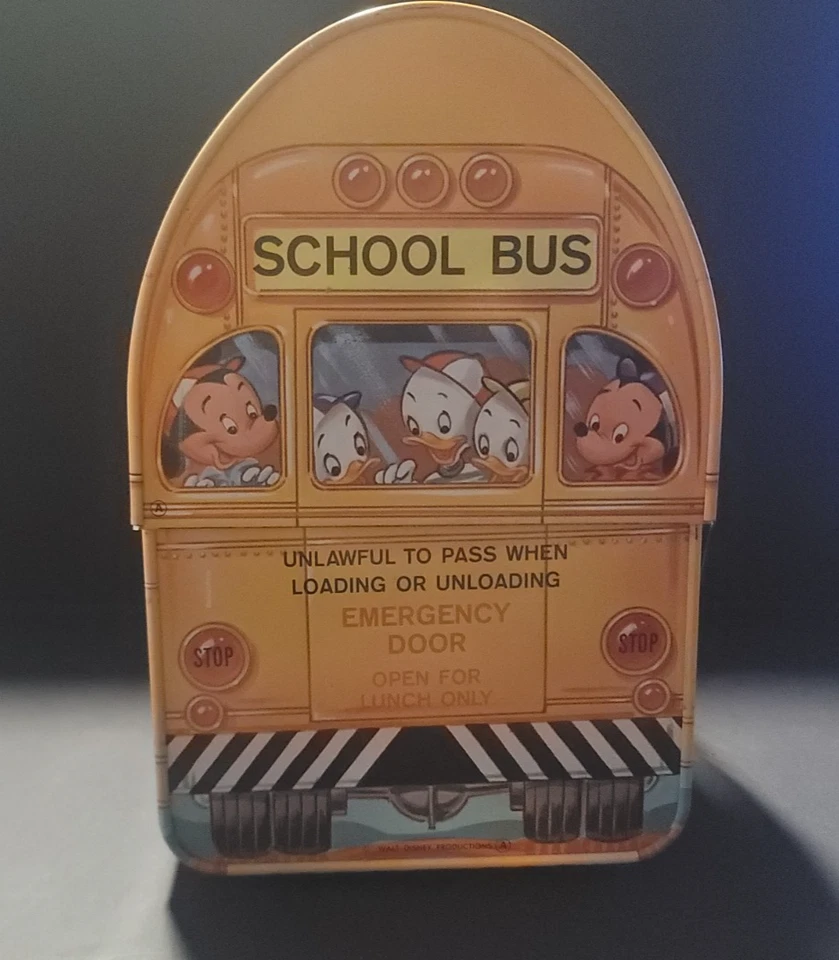 SCHOOL BUS
A
UNLAWFUL TO PASS WHEN
LOADING OR UNLOADING
EMERGENCY
DOOR
STOP
STOP
OPEN FOR
LUNCH ONLY
WALT DISNEY PRODUCTIONS A